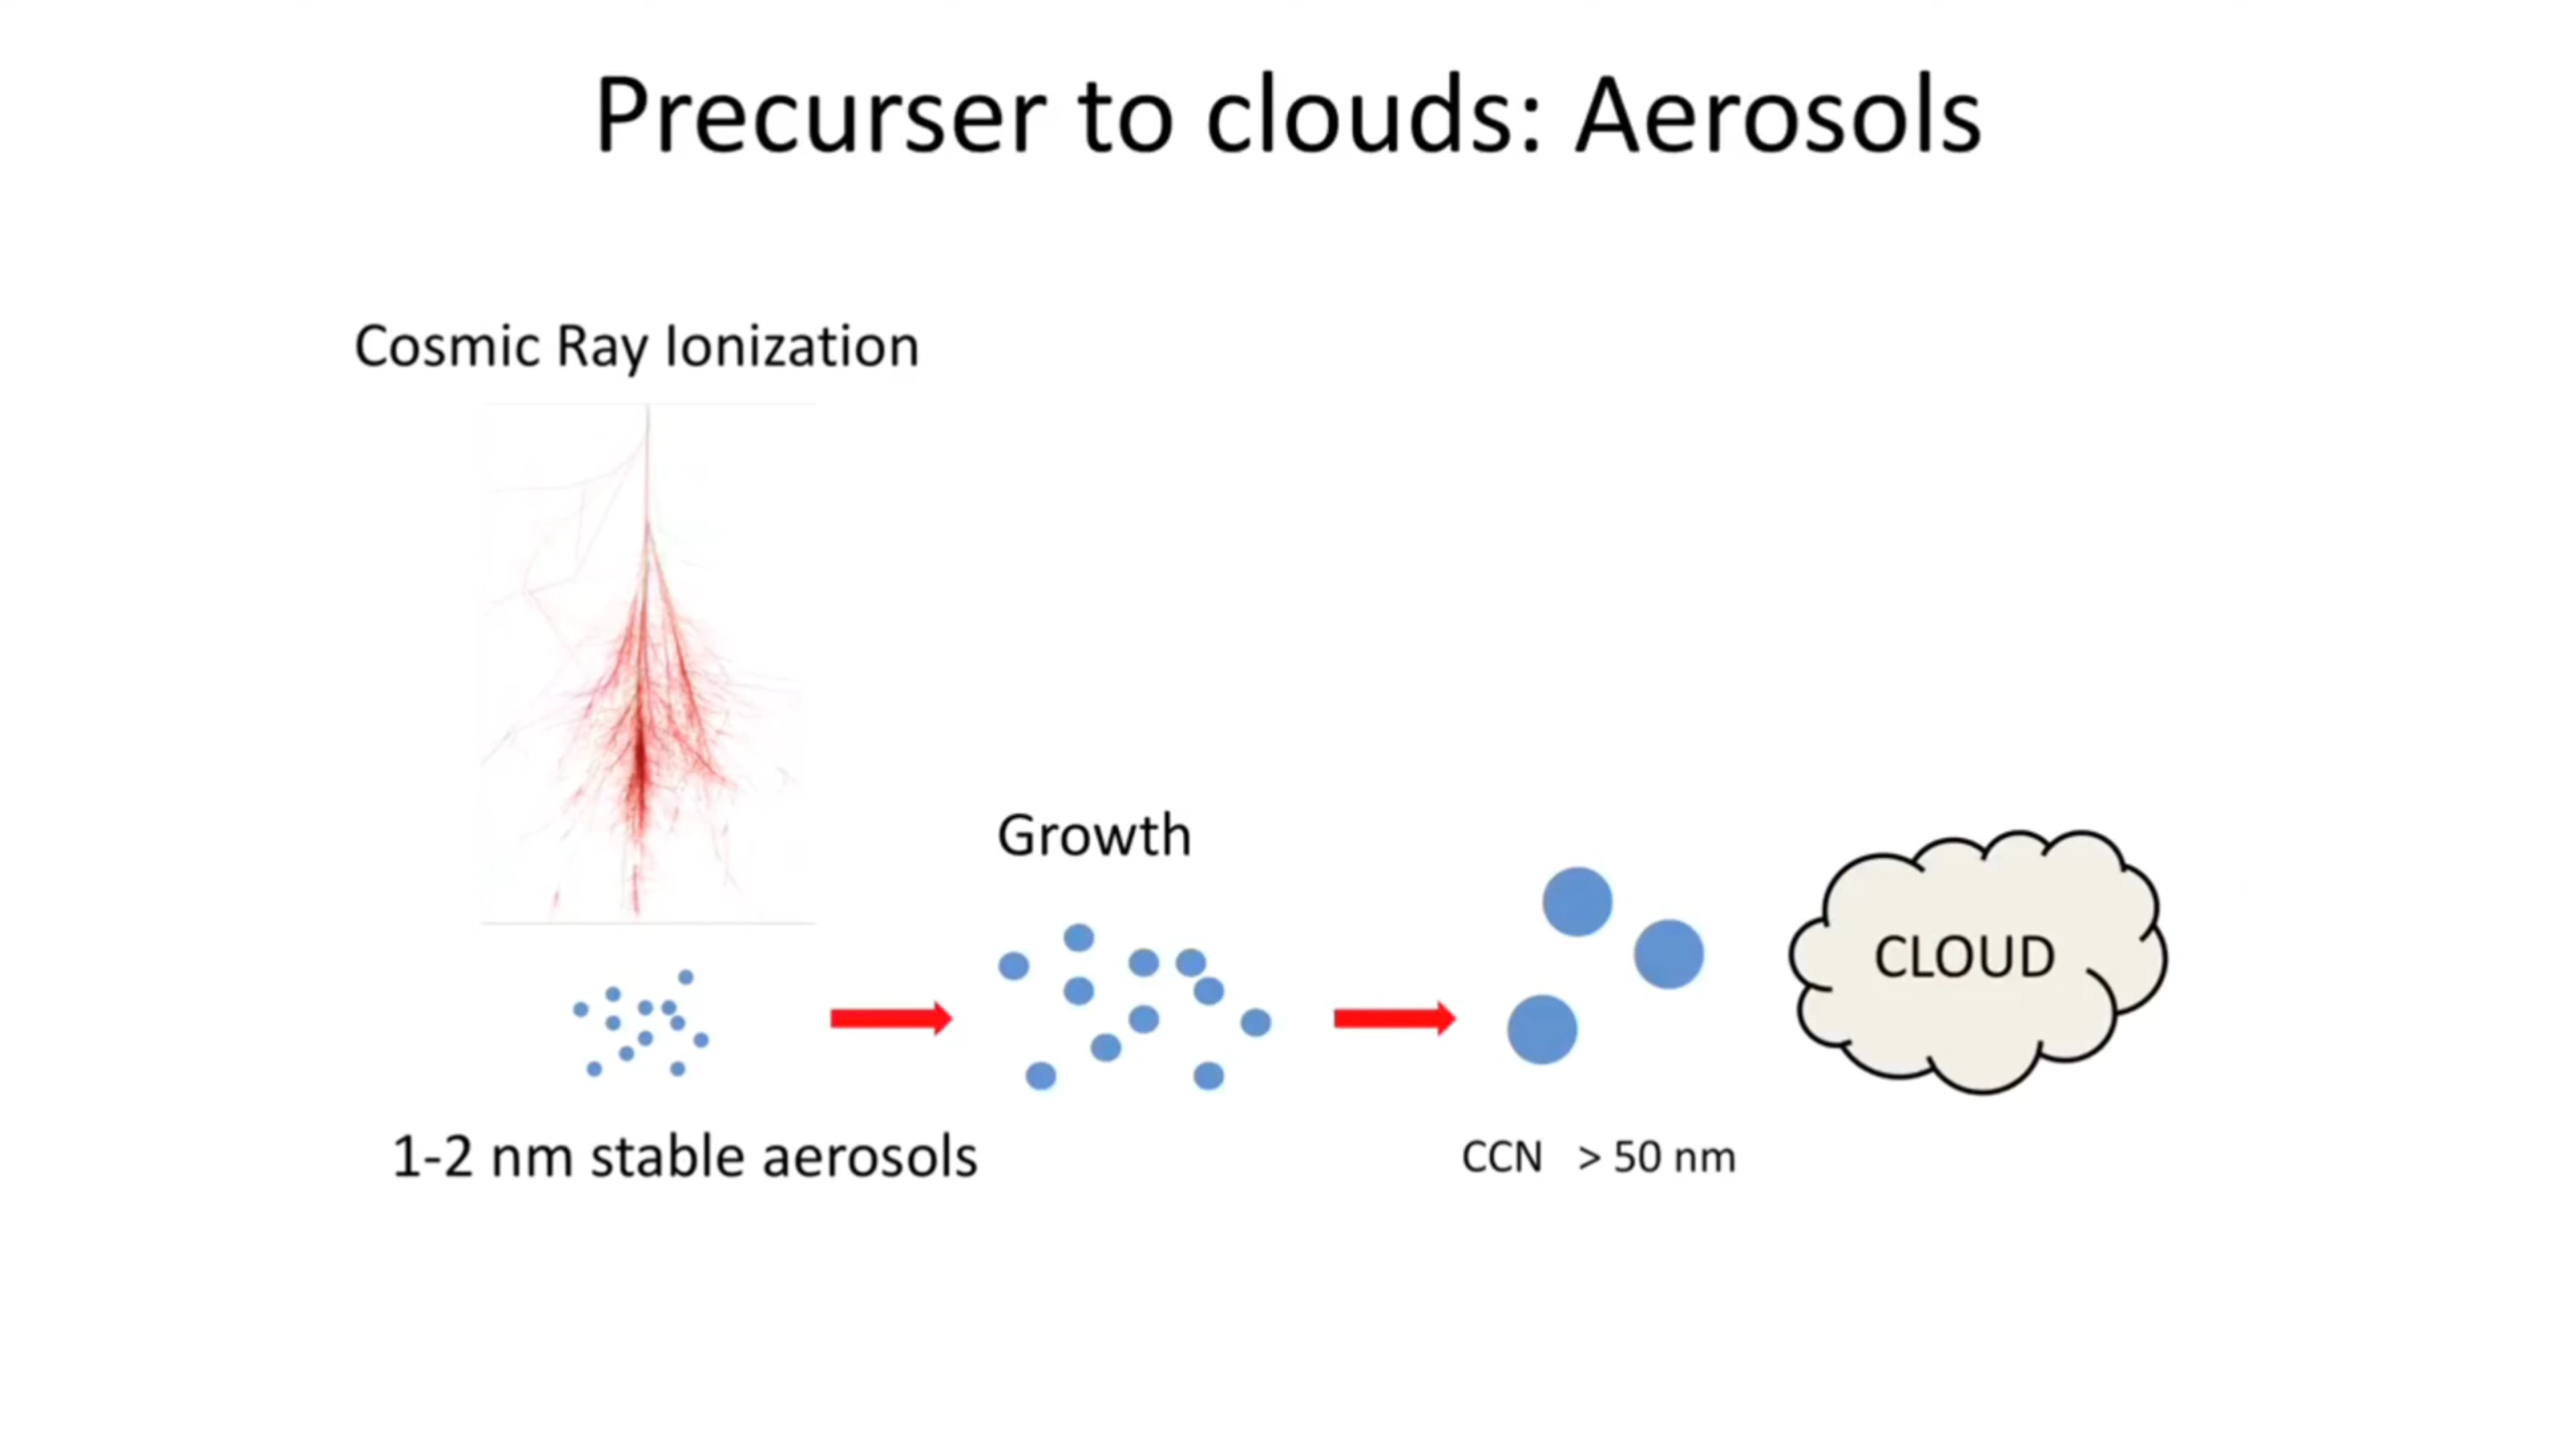 Precurser to clouds: Aerosols
Cosmic Ray Ionization
Growth
CLOUD
1-2 nm stable aerosols
CCN > 50 nm